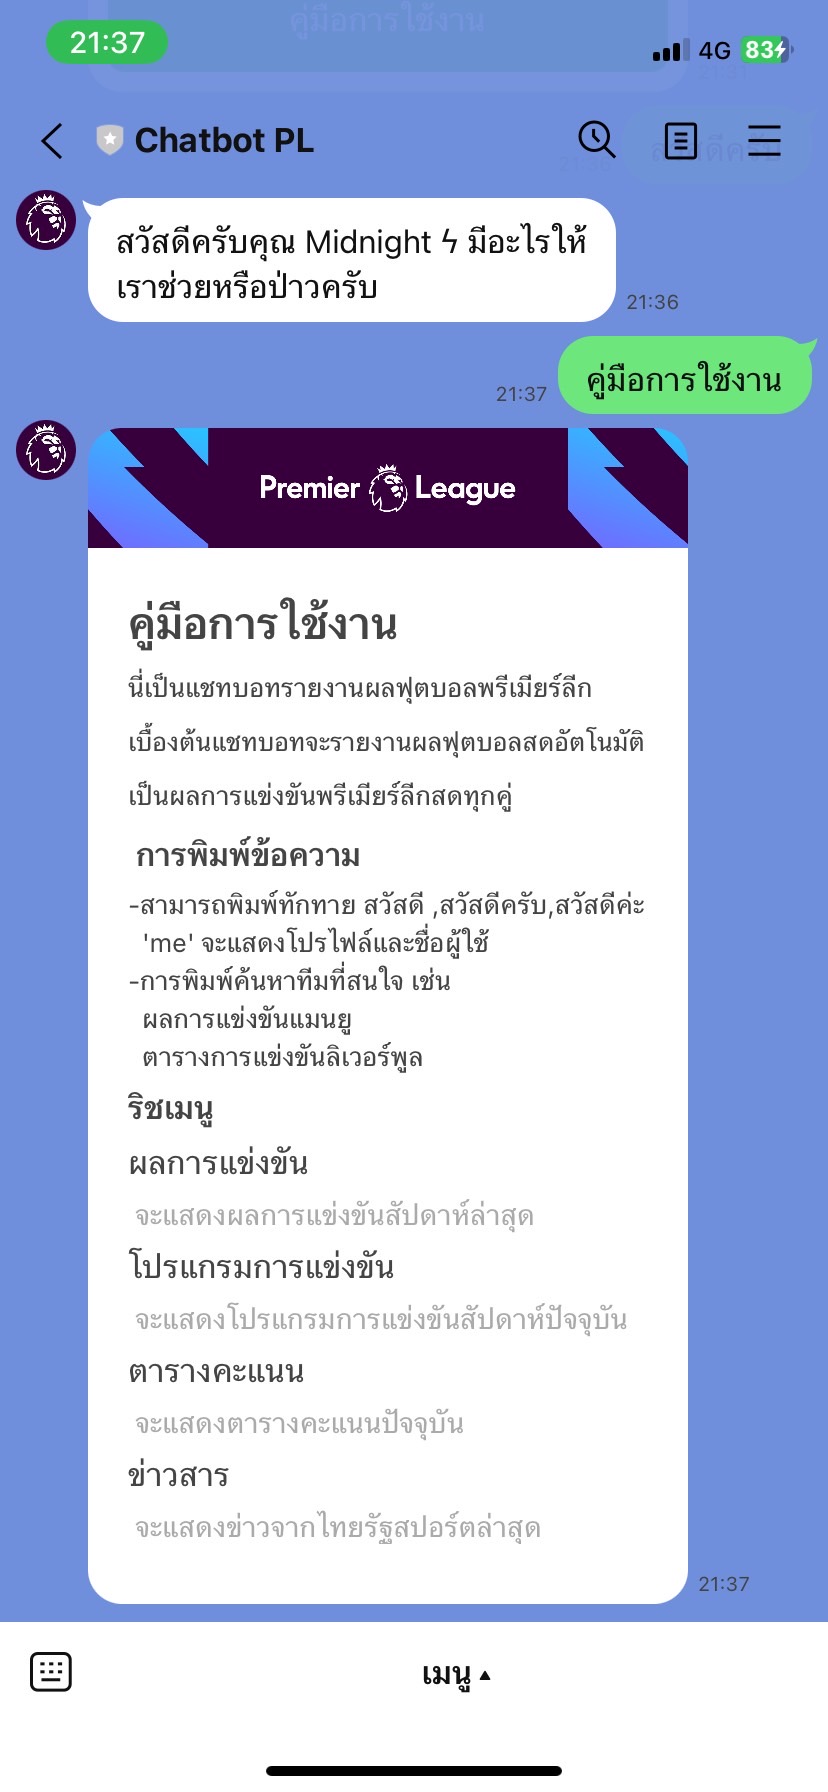 คู่มือการใช้งาน
21:37
4G 83
Chatbot PL
สวัสดีครับ
สวัสดีครับคุณ Midnight ϟ มีอะไรให้
เราช่วยหรือป่าวครับ
21:36
คู่มือการใช้งาน
21:37
Premier League
คู่มือการใช้งาน
นี่เป็นแชทบอทรายงานผลฟุตบอลพรีเมียร์ลีก
เบื้องต้นแชทบอทจะรายงานผลฟุตบอลสดอัตโนมัติ
เป็นผลการแข่งขันพรีเมียร์ลีกสดทุกคู่
การพิมพ์ข้อความ
-สามารถพิมพ์ทักทาย สวัสดี ,สวัสดีครับ,สวัสดีค่ะ
'me' จะแสดงโปรไฟล์และชื่อผู้ใช้
-การพิมพ์ค้นหาทีมที่สนใจ เช่น
ผลการแข่งขันแมนยู
ตารางการแข่งขันลิเวอร์พูล
ริชเมนู
ผลการแข่งขัน
จะแสดงผลการแข่งขันสัปดาห์ล่าสุด
โปรแกรมการแข่งขัน
จะแสดงโปรแกรมการแข่งขันสัปดาห์ปัจจุบัน
ตารางคะแนน
จะแสดงตารางคะแนนปัจจุบัน
ข่าวสาร
จะแสดงข่าวจากไทยรัฐสปอร์ตล่าสุด
21:37
เมนู ▲